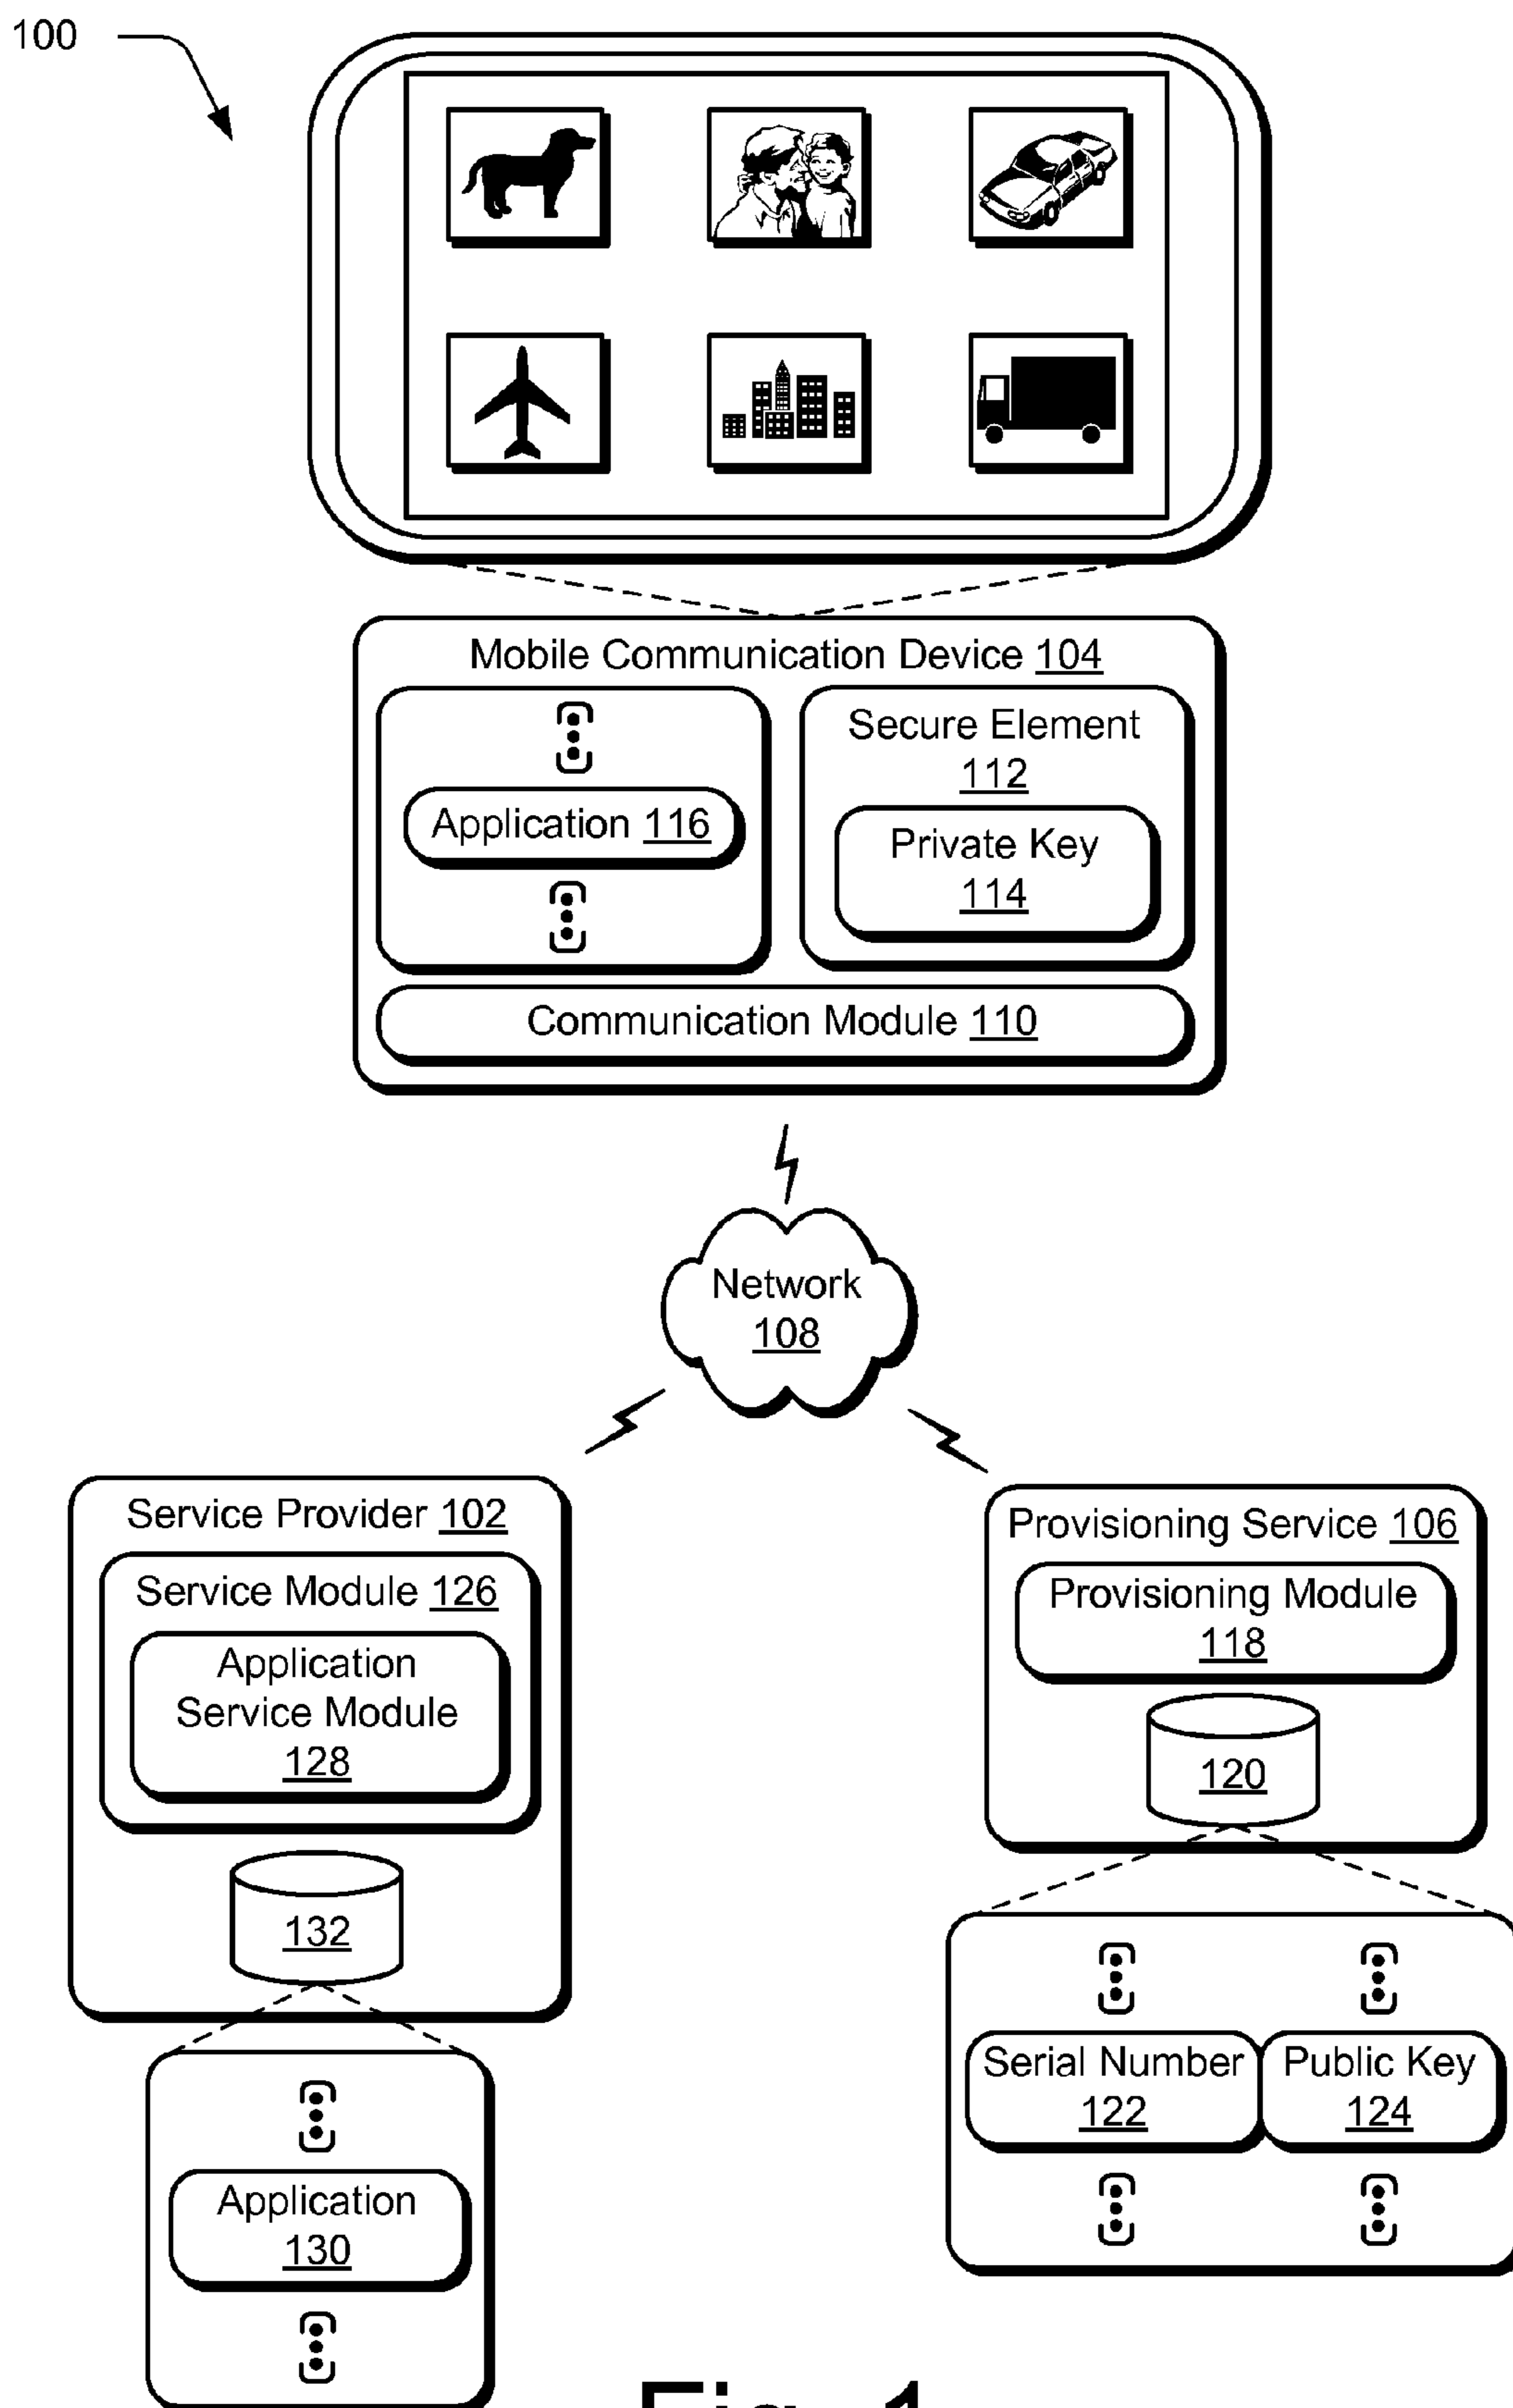 100
Mobile Communication Device 104
Application 116
Secure Element
112
Private Key
114
Communication Module 110
Network
108
Service Provider 102
Service Module 126
Application
Service Module
128
132
Application
130
Provisioning Service 106
Provisioning Module
118
120
Serial Number
122
Public Key
124
Fig. 1